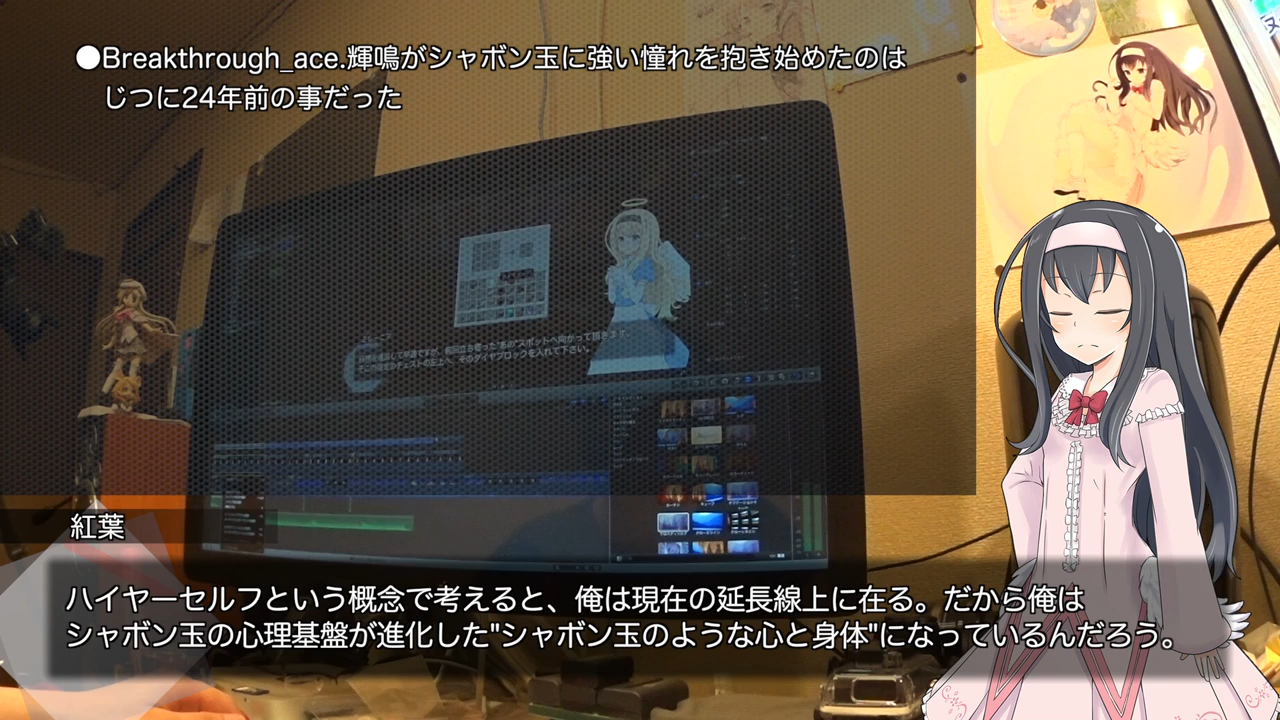 ●Breakthrough_ace.輝鳴がシャボン玉に強い憧れを抱き始めたのは
じつに24年前の事だった
紅葉
ハイヤーセルフという概念で考えると、俺は現在の延長線上に在る。だから俺は
シャボン玉の心理基盤が進化した"シャボン玉のような心と身体"になっているんだろう。